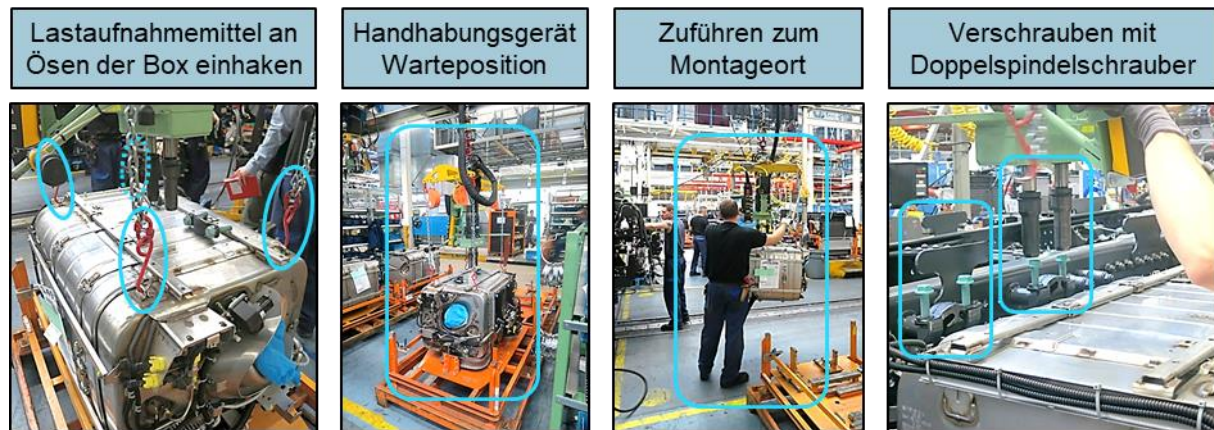 Lastaufnahmemittel an
Ösen der Box einhaken
Handhabungsgerät
Warteposition
Zuführen zum
Montageort
Verschrauben mit
Doppelspindelschrauber